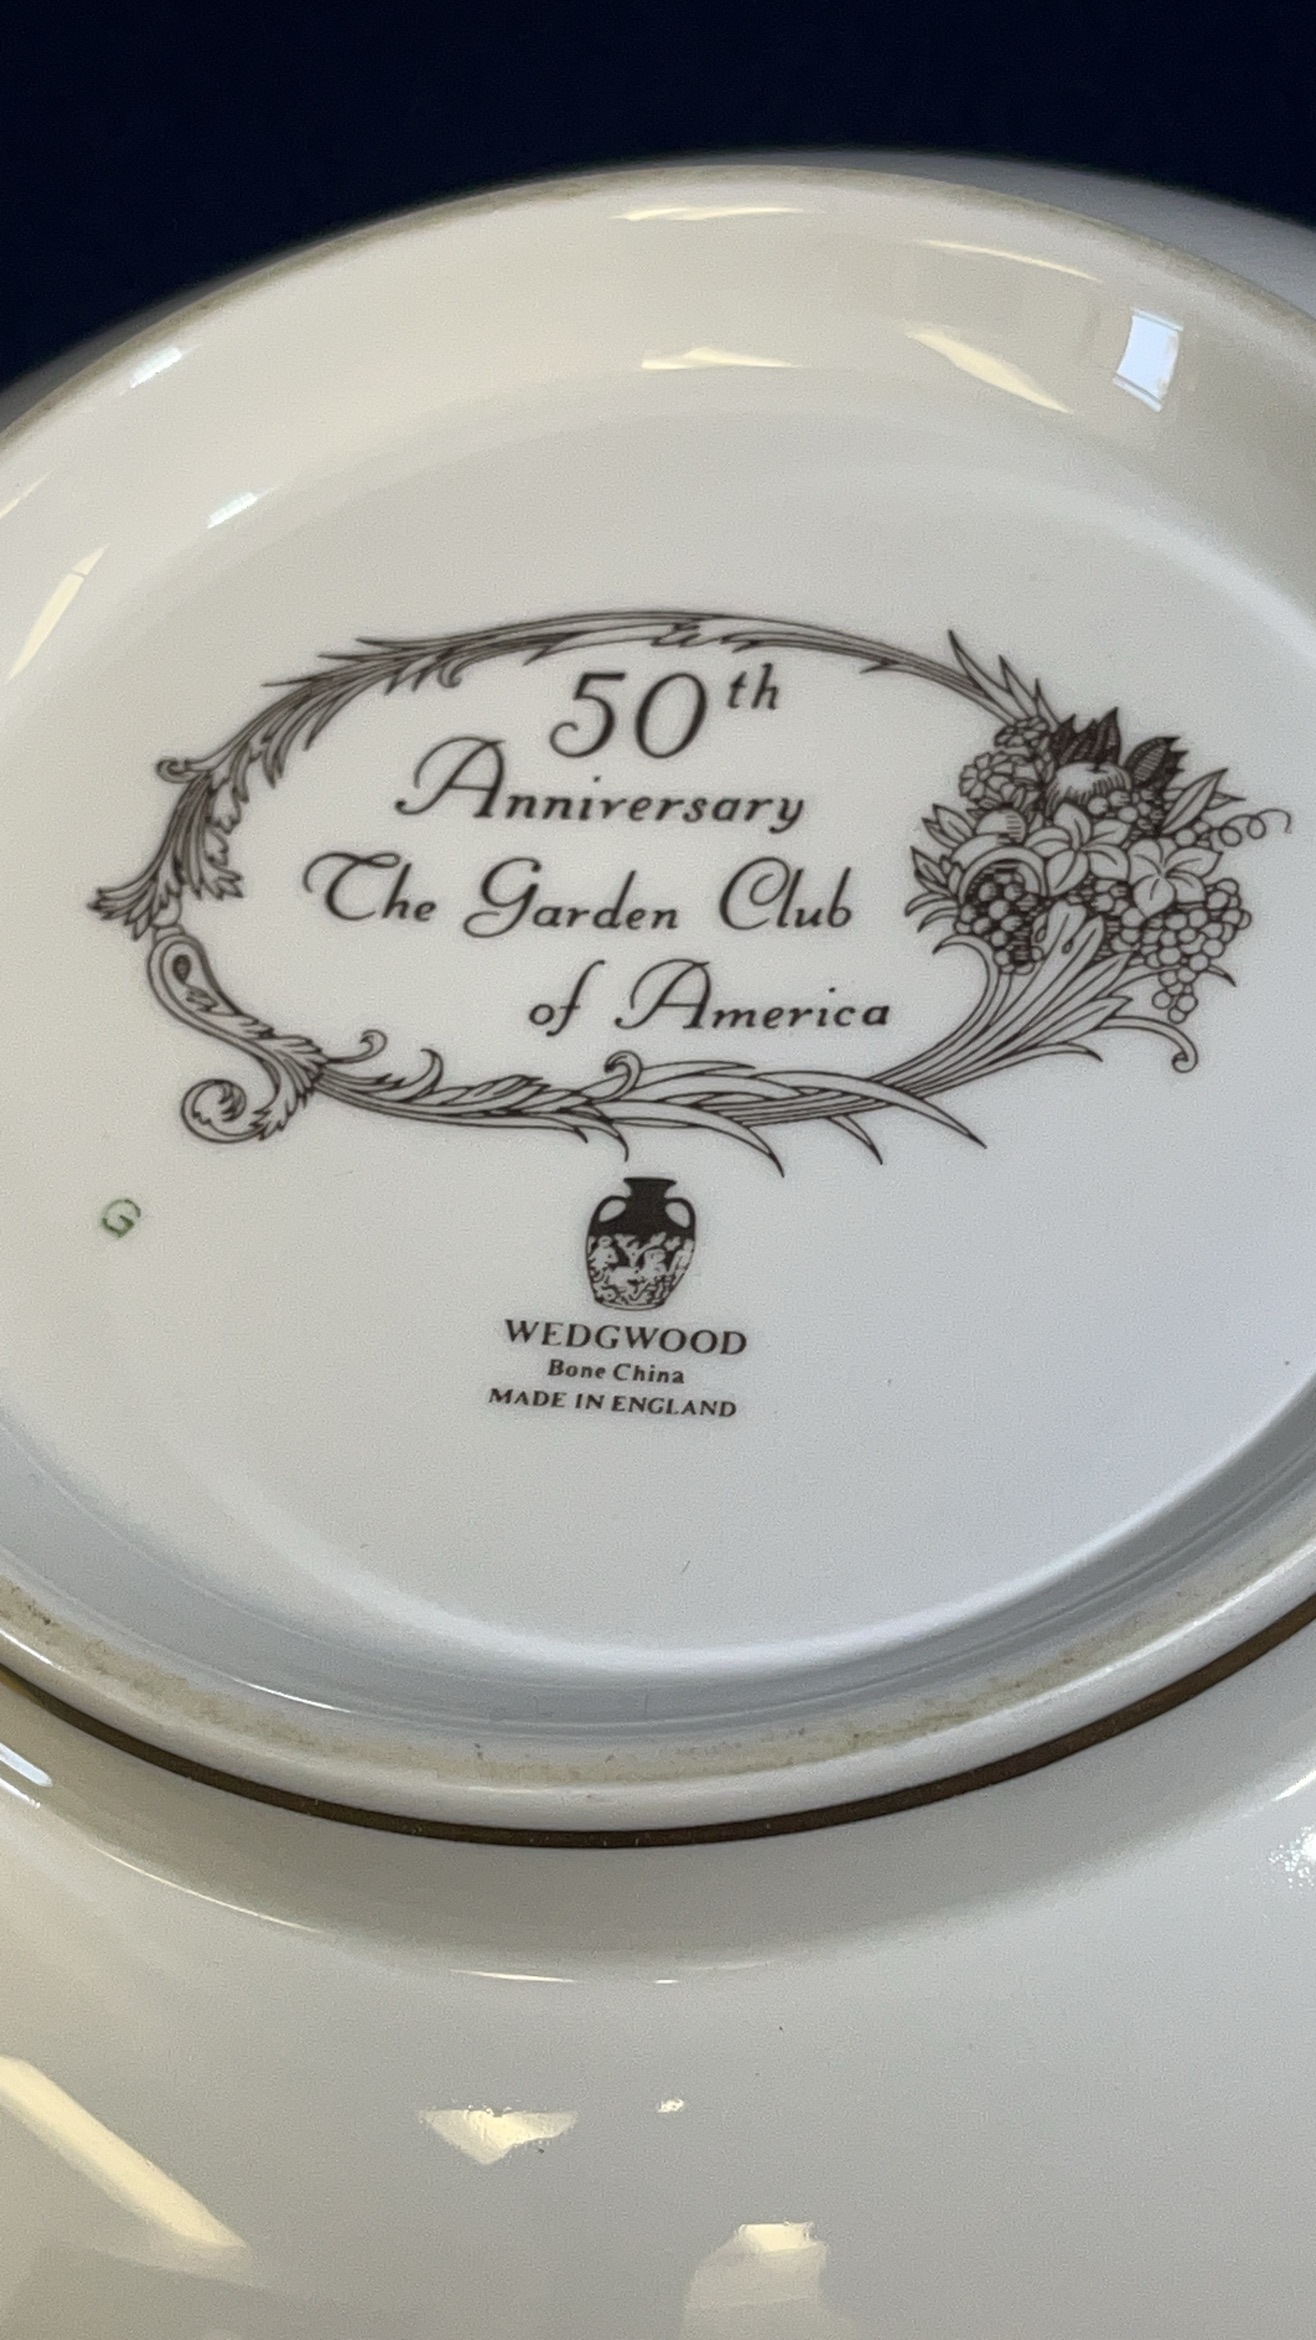 50th
Anniversary
The Garden Club
of America
G
WEDGWOOD
Bone China
MADE IN ENGLAND